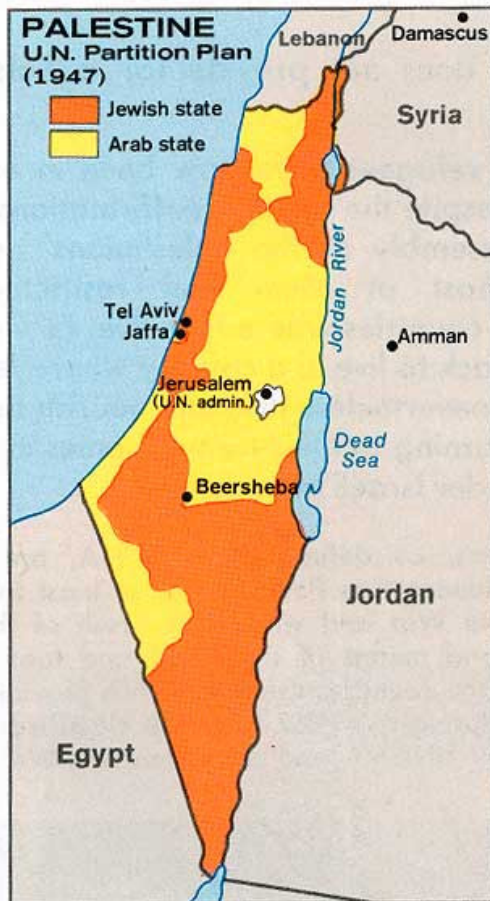 PALESTINE
U.N. Partition Plan
(1947)
Jewish state
Arab state
Lebanon
Damascus
Syria
Tel Aviv
Jaffa
Jordan River
Amman
Jerusalem
(U.N. admin.)
Dead
Sea
Beersheba
Jordan
Egypt